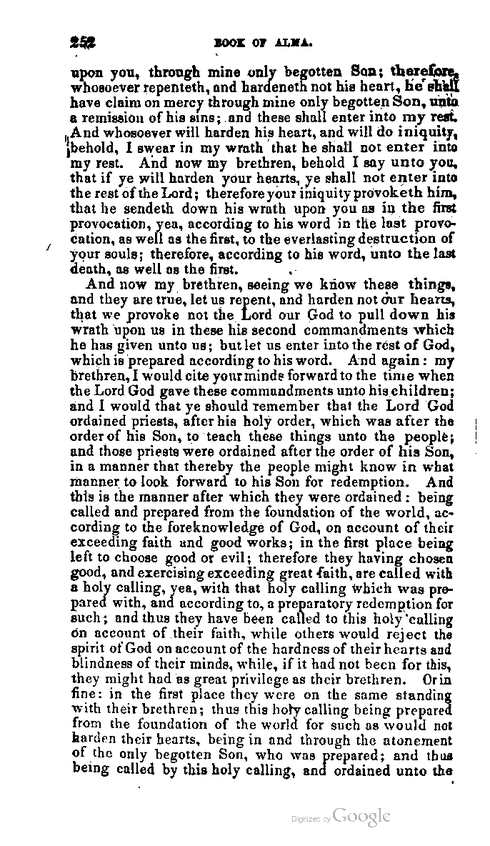 252 BOOK OF ALMA.
upon you, through mine only begotten Son; therefore,
whosoever repenteth, and hardeneth not his heart, he shall
have claim on mercy through mine only begotten Son, unto
a remission of his sins; and these shall enter into my rest.
And whosoever will harden his heart, and will do iniquity,
behold, I swear in my wrath that he shall not enter into
my rest. And now my brethren, behold I say unto you,
that if ye will harden your hearts, ye shall not enter into
the rest of the Lord; therefore your iniquity provoketh him,
that he sendeth down his wrath upon you as in the first
provocation, yea, according to his word in the last provo-
cation, as well as the first, to the everlasting destruction of
your souls; therefore, according to his word, unto the last
death, as well as the first.
And now my brethren, seeing we know these things,
and they are true, let us repent, and harden not our hearts,
that we provoke not the Lord our God to pull down his
wrath upon us in these his second commandments which
he has given unto us; but let us enter into the rest of God,
which is prepared according to his word. And again: my
brethren, I would cite your minds forward to the time when
the Lord God gave these commandments unto his children;
and I would that ye should remember that the Lord God
ordained priests, after his holy order, which was after the
order of his Son, to teach these things unto the people;
and those priests were ordained after the order of his Son,
in a manner that thereby the people might know in what
manner to look forward to his Son for redemption. And
this is the manner after which they were ordained: being
called and prepared from the foundation of the world, ac-
cording to the foreknowledge of God, on account of their
exceeding faith and good works; in the first place being
left to choose good or evil; therefore they having chosen
good, and exercising exceeding great faith, are called with
a holy calling, yea, with that holy calling which was pre-
pared with, and according to, a preparatory redemption for
such; and thus they have been called to this holy calling
on account of their faith, while others would reject the
spirit of God on account of the hardness of their hearts and
blindness of their minds, while, if it had not been for this,
they might had as great privilege as their brethren. Or in
fine: in the first place they were on the same standing
with their brethren; thus this holy calling being prepared
from the foundation of the world for such as would not
harden their hearts, being in and through the atonement
of the only begotten Son, who was prepared; and thus
being called by this holy calling, and ordained unto the
Digitized by Google